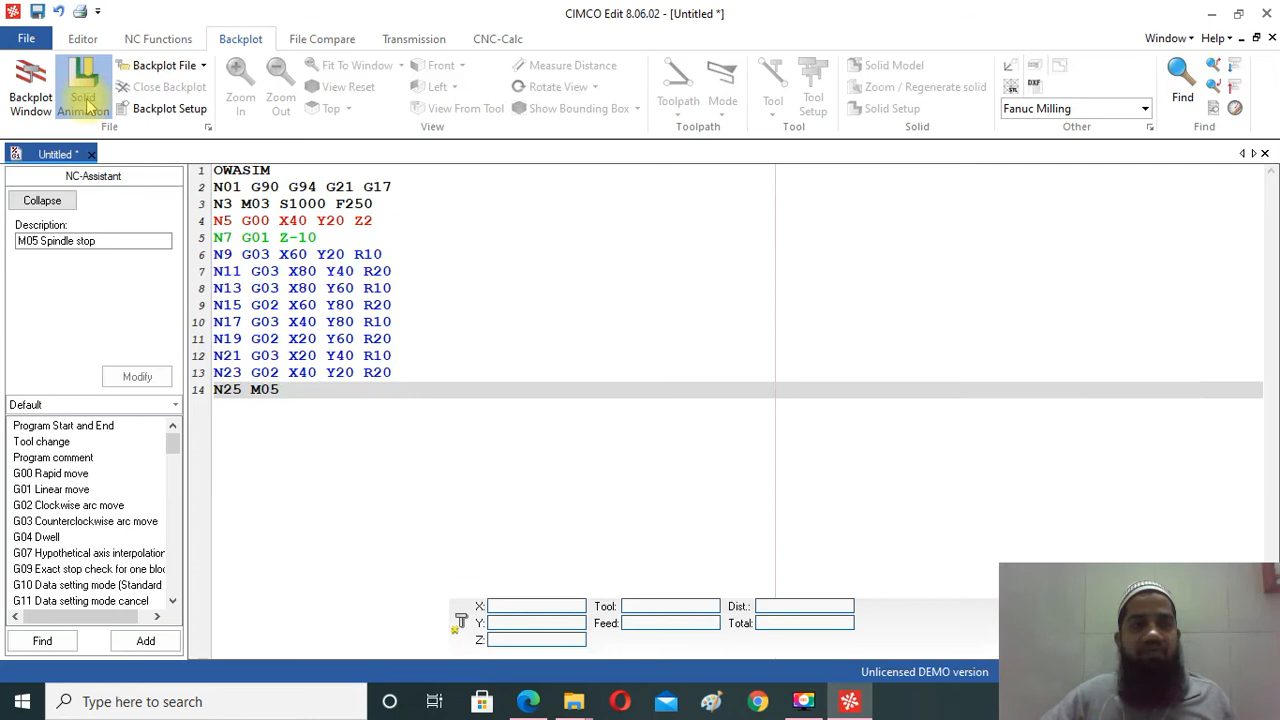 CIMCO Edit 8.06.02 - [Untitled *]
File
Editor
NC Functions
Backplot
File Compare
Transmission
CNC-Calc
Window
Help
Backplot
Window
Solid
Animation
Backplot File
Close Backplot
Backplot Setup
File
Zoom
In
Zoom
Out
Fit To Window
View Reset
Top
Front
Left
View From Tool
Measure Distance
Rotate View
Show Bounding Box
View
Toolpath
Mode
Toolpath
Tool
Tool
Setup
Tool
Solid Model
Zoom / Regenerate solid
Solid Setup
Solid
DXF
Fanuc Milling
Other
Find
Find
Untitled *
NC-Assistant
Collapse
Description:
M05 Spindle stop
Modify
Default
Program Start and End
Tool change
Program comment
G00 Rapid move
G01 Linear move
G02 Clockwise arc move
G03 Counterclockwise arc move
G04 Dwell
G07 Hypothetical axis interpolation
G09 Exact stop check for one bloc
G10 Data setting mode (Standard
G11 Data setting mode cancel
Find
Add
1 OWASIM
2 N01 G90 G94 G21 G17
3 N3 M03 S1000 F250
4 N5 G00 X40 Y20 Z2
5 N7 G01 Z-10
6 N9 G03 X60 Y20 R10
7 N11 G03 X80 Y40 R20
8 N13 G03 X80 Y60 R10
9 N15 G02 X60 Y80 R20
10 N17 G03 X40 Y80 R10
11 N19 G02 X20 Y60 R20
12 N21 G03 X20 Y40 R10
13 N23 G02 X40 Y20 R20
14 N25 M05
X:
Y:
Z:
Tool:
Feed:
Dist.:
Total:
Unlicensed DEMO version
Type here to search